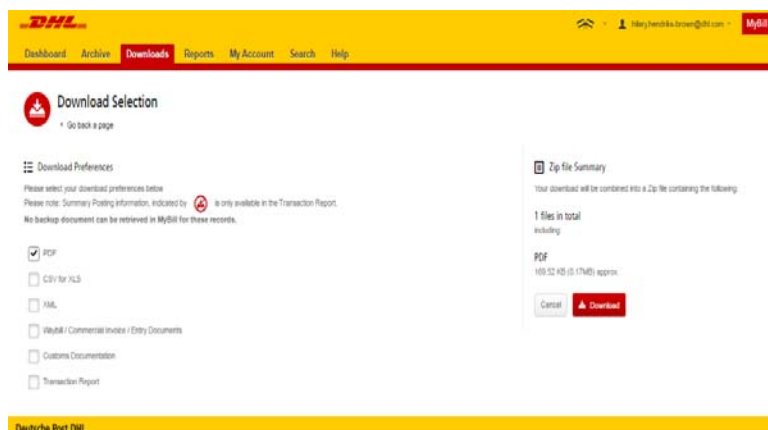 DHL
hilary.hendriks-brown@dhl.com
MyBill
Dashboard Archive Downloads Reports My Account Search Help
Download Selection
Go back a page
Download Preferences
Please select your download preferences below
Please note: Summary Posting information, indicated by is only available in the Transaction Report.
No backup document can be retrieved in MyBill for these records.
PDF
CSV for XLS
XML
Waybill / Commercial Invoice / Entry Documents
Customs Documentation
Transaction Report
Zip file Summary
Your download will be combined into a Zip file containing the following:
1 files in total
including:
PDF
169.52 KB (0.17MB) approx
Cancel Download
Deutsche Post DHL